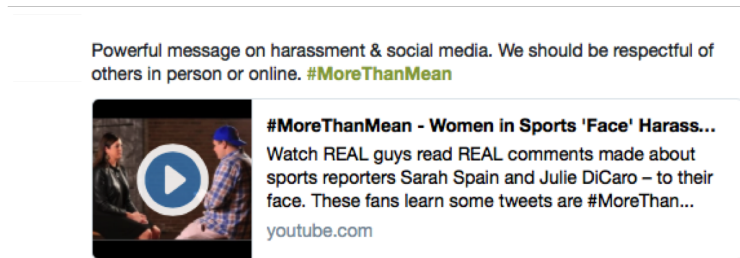 Powerful message on harassment & social media. We should be respectful of
others in person or online. #MoreThanMean
#MoreThanMean - Women in Sports 'Face' Harass...
Watch REAL guys read REAL comments made about
sports reporters Sarah Spain and Julie DiCaro – to their
face. These fans learn some tweets are #MoreThan...
youtube.com